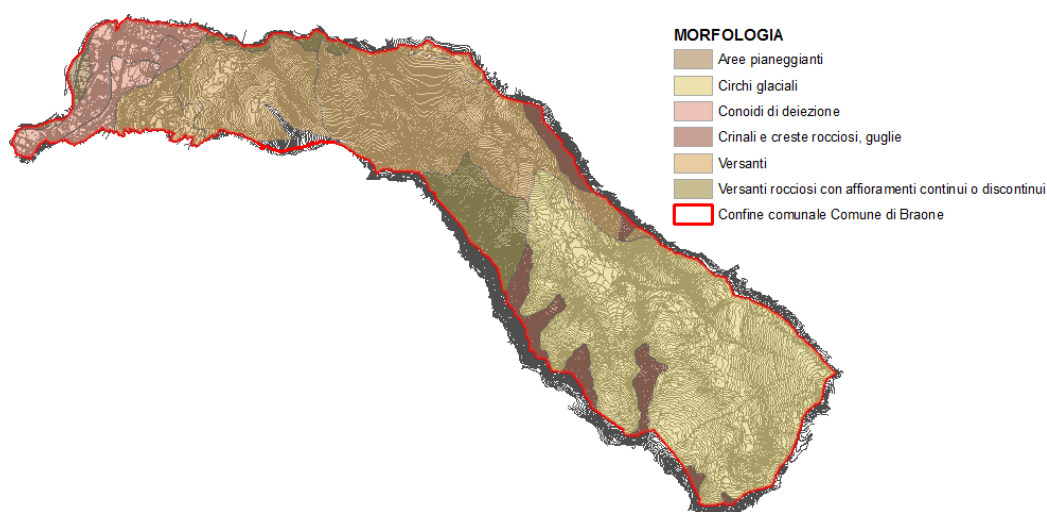 MORFOLOGIA
Aree pianeggianti
Circhi glaciali
Conoidi di deiezione
Crinali e creste rocciosi, guglie
Versanti
Versanti rocciosi con affioramenti continui o discontinui
Confine comunale Comune di Braone